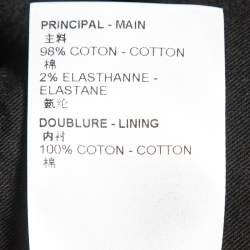 PRINCIPAL - MAIN
主料
98% COTON - COTTON
棉
2% ELASTHANNE -
ELASTANE
氨纶
DOUBLURE - LINING
内衬
100% COTON - COTTON
棉